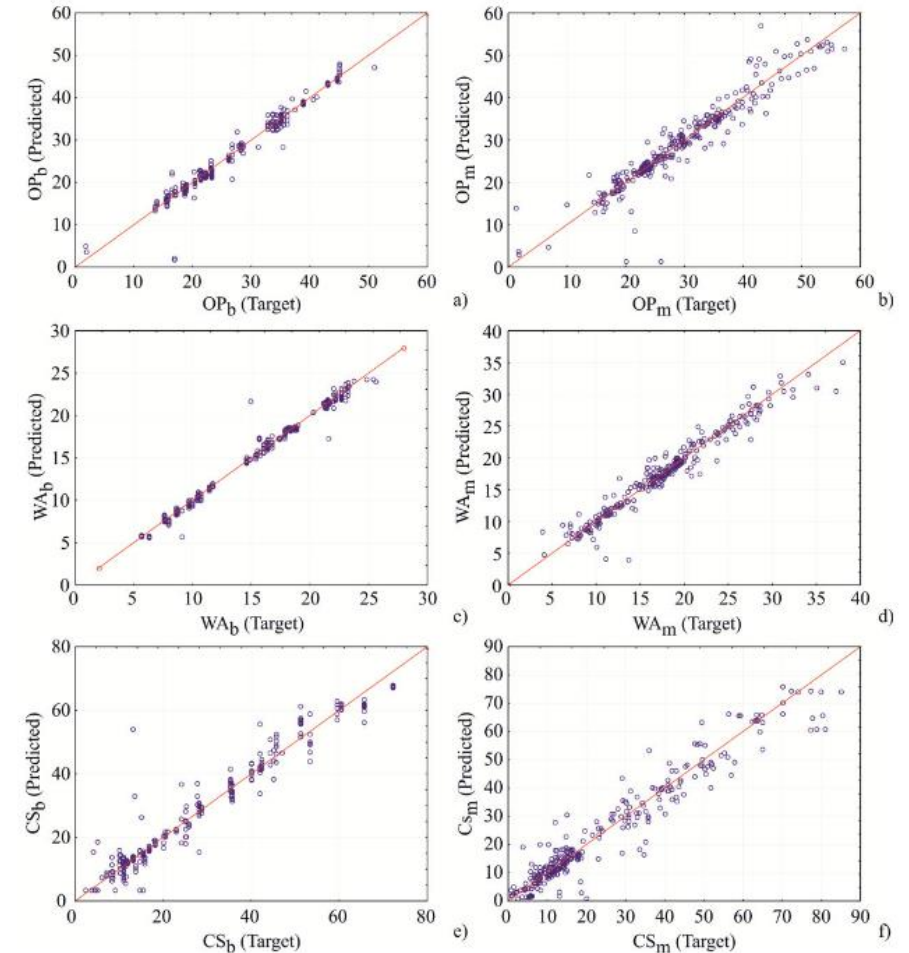 60
50
40
30
20
10
0
OPb (Predicted)
0 10 20 30 40 50 60
OPb (Target)
a)
60
50
40
30
20
10
0
OPm (Predicted)
0 10 20 30 40 50 60
OPm (Target)
b)
30
25
20
15
10
5
0
WAb (Predicted)
0 5 10 15 20 25 30
WAb (Target)
c)
40
35
30
25
20
15
10
5
0
WAm (Predicted)
0 5 10 15 20 25 30 35 40
WAm (Target)
d)
80
60
40
20
0
CSb (Predicted)
0 20 40 60 80
CSb (Target)
e)
90
80
70
60
50
40
30
20
10
0
Csm (Predicted)
0 10 20 30 40 50 60 70 80 90
CSm (Target)
f)